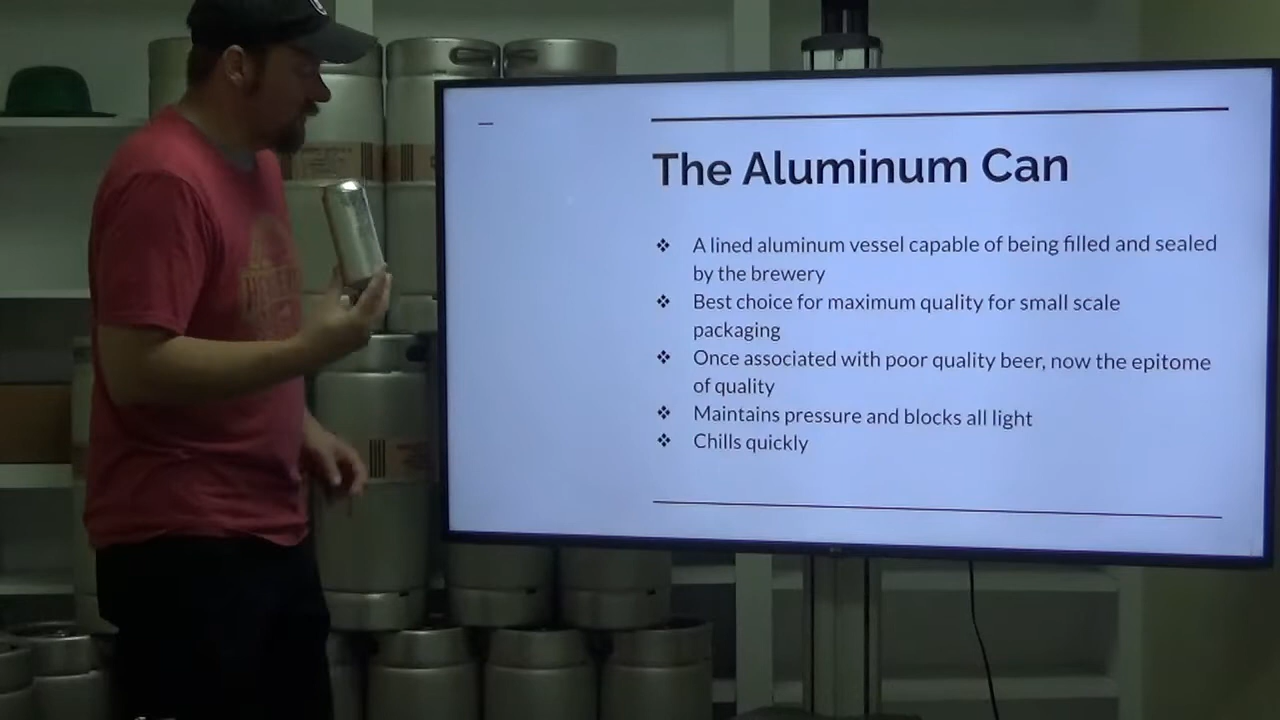 The Aluminum Can
❖ A lined aluminum vessel capable of being filled and sealed
by the brewery
❖ Best choice for maximum quality for small scale
packaging
❖ Once associated with poor quality beer, now the epitome
of quality
❖ Maintains pressure and blocks all light
❖ Chills quickly